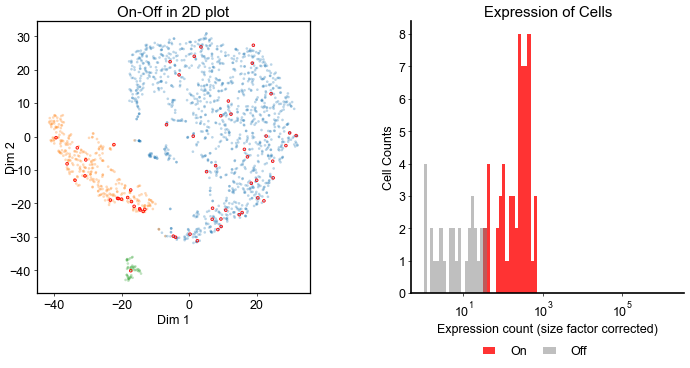 On-Off in 2D plot
Expression of Cells
30
20
10
0
−10
−20
−30
−40
Dim 2
−40 −20 0 20
Dim 1
8
7
6
5
4
3
2
1
0
Cell Counts
10^1 10^3 10^5
Expression count (size factor corrected)
On Off